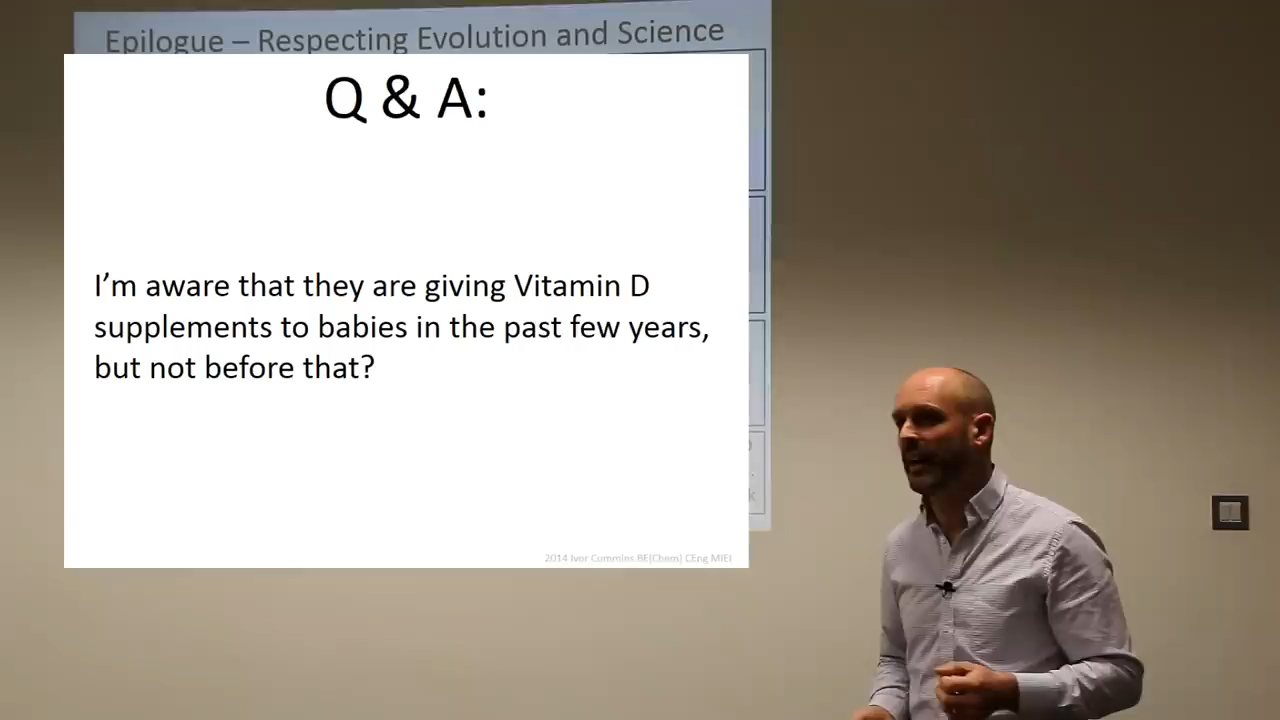 Epilogue – Respecting Evolution and Science
Q & A:
I’m aware that they are giving Vitamin D
supplements to babies in the past few years,
but not before that?
2014 Ivor Cummins BE(Chem) CEng MIEI